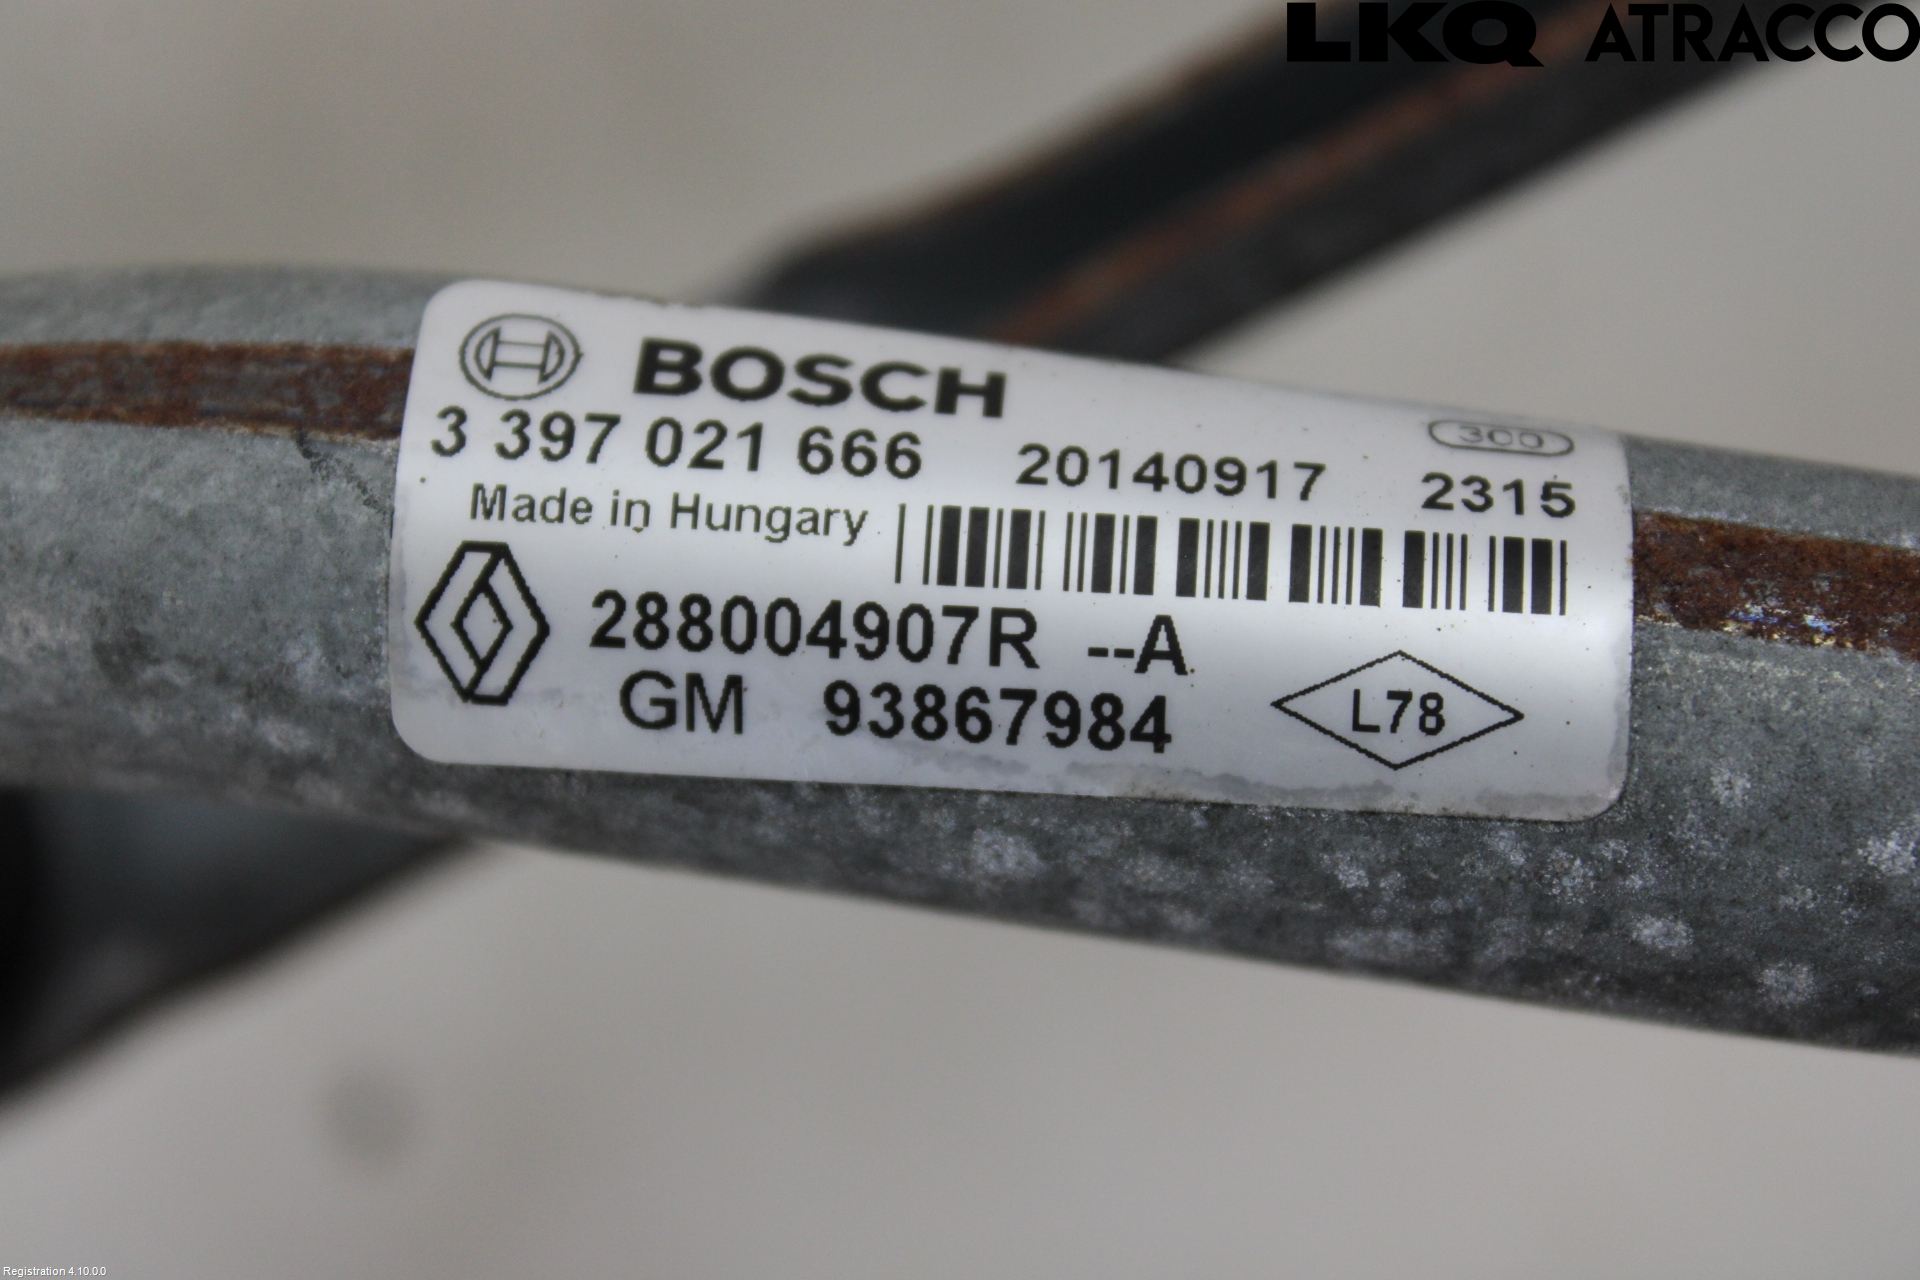 LKQ ATRACCO
BOSCH
300
3 397 021 666 20140917 2315
Made in Hungary
288004907R --A
GM 93867984
L78
Registration 4.10.0.0